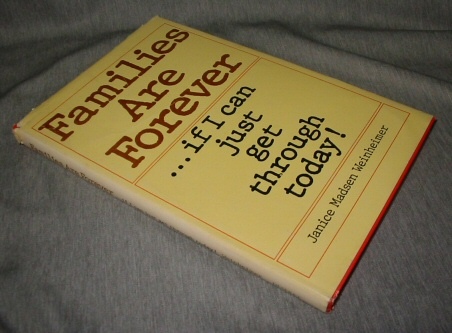 Families
Are
Forever
...if I can
just
get
through
today!
Janice Madsen Weinheimer